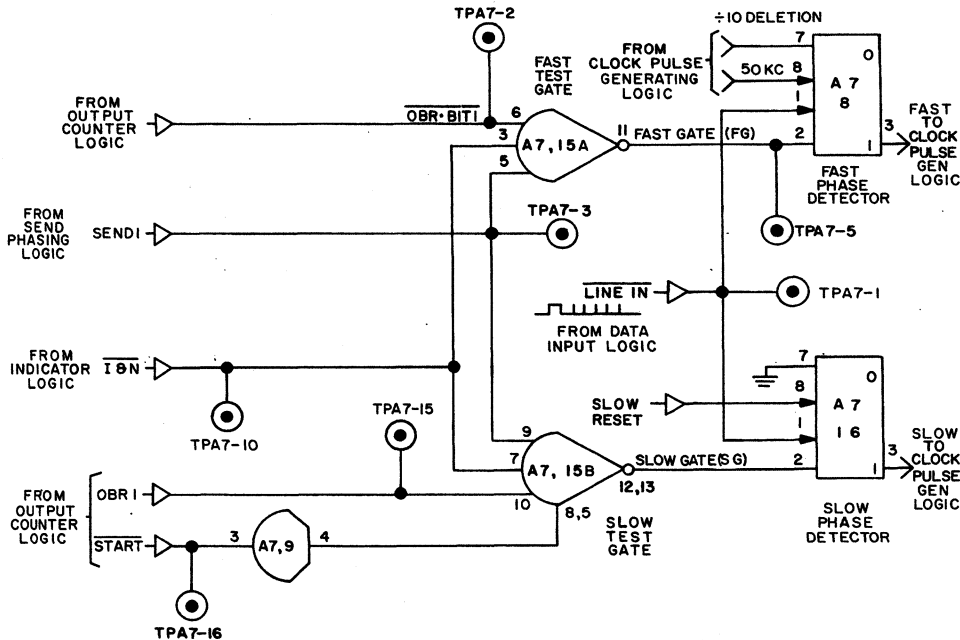 TPA7-2
÷10 DELETION
FROM
CLOCK PULSE
GENERATING
LOGIC
7
50 KC
8
1
2
0
A 7
8
1
3
FAST
TO
CLOCK
PULSE
GEN
LOGIC
FAST
TEST
GATE
FROM
OUTPUT
COUNTER
LOGIC
OBR·BIT1
6
3
5
A7, 15A
11
FAST GATE (FG)
FAST
PHASE
DETECTOR
TPA7-5
FROM
SEND
PHASING
LOGIC
SEND1
TPA7-3
LINE IN
TPA7-1
FROM DATA
INPUT LOGIC
FROM
INDICATOR
LOGIC
I&N
TPA7-10
TPA7-15
SLOW
RESET
7
8
1
2
0
A 7
16
1
3
SLOW
TO
CLOCK
PULSE
GEN
LOGIC
9
7
10
8,5
A7, 15B
12,13
SLOW GATE(SG)
SLOW
TEST
GATE
SLOW
PHASE
DETECTOR
FROM
OUTPUT
COUNTER
LOGIC
OBR 1
START
3
A7,9
4
TPA7-16